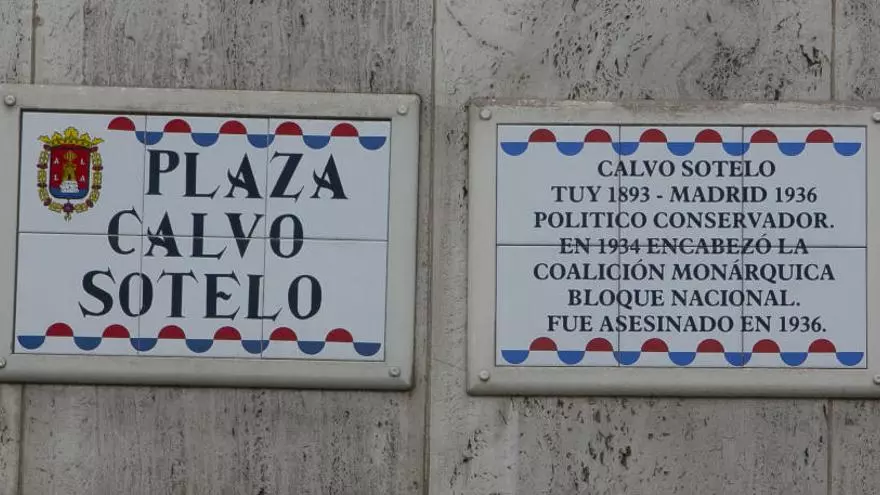 PLAZA
CALVO
SOTELO
CALVO SOTELO
TUY 1893 - MADRID 1936
POLITICO CONSERVADOR.
EN 1934 ENCABEZÓ LA
COALICIÓN MONÁRQUICA
BLOQUE NACIONAL.
FUE ASESINADO EN 1936.